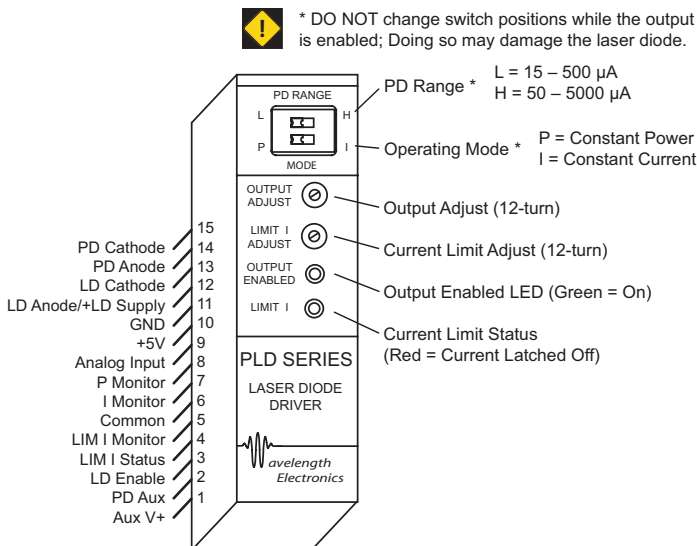 * DO NOT change switch positions while the output
is enabled; Doing so may damage the laser diode.
PD Range *
L = 15 – 500 µA
H = 50 – 5000 µA
Operating Mode *
P = Constant Power
I = Constant Current
PD RANGE
L
H
P
I
MODE
OUTPUT
ADJUST
Output Adjust (12-turn)
LIMIT I
ADJUST
Current Limit Adjust (12-turn)
OUTPUT
ENABLED
Output Enabled LED (Green = On)
LIMIT I
Current Limit Status
(Red = Current Latched Off)
PLD SERIES
LASER DIODE
DRIVER
avelength
Electronics
15
PD Cathode
14
PD Anode
13
LD Cathode
12
LD Anode/+LD Supply
11
GND
10
+5V
9
Analog Input
8
P Monitor
7
I Monitor
6
Common
5
LIM I Monitor
4
LIM I Status
3
LD Enable
2
PD Aux
1
Aux V+
!